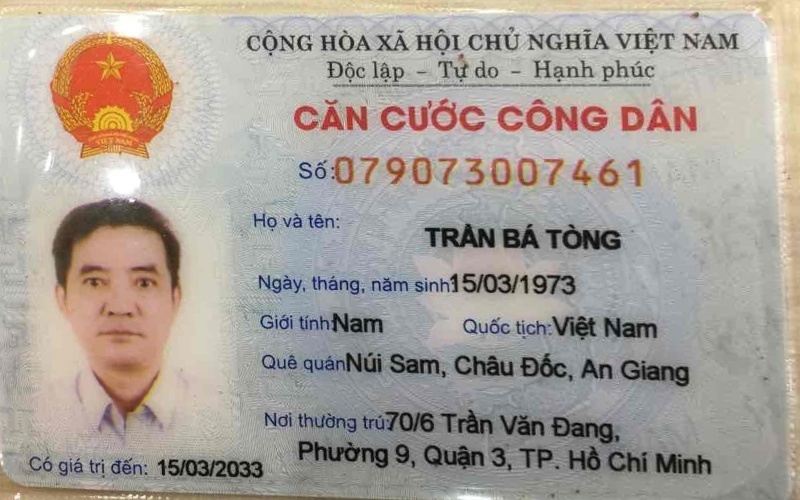 CỘNG HÒA XÃ HỘI CHỦ NGHĨA VIỆT NAM
Độc lập - Tự do - Hạnh phúc
CĂN CƯỚC CÔNG DÂN
Số: 079073007461
Họ và tên:
TRẦN BÁ TÒNG
Ngày, tháng, năm sinh: 15/03/1973
Giới tính: Nam Quốc tịch: Việt Nam
Quê quán Núi Sam, Châu Đốc, An Giang
Nơi thường trú: 70/6 Trần Văn Đang,
Phường 9, Quận 3, TP. Hồ Chí Minh
Có giá trị đến: 15/03/2033
VIỆT NAM